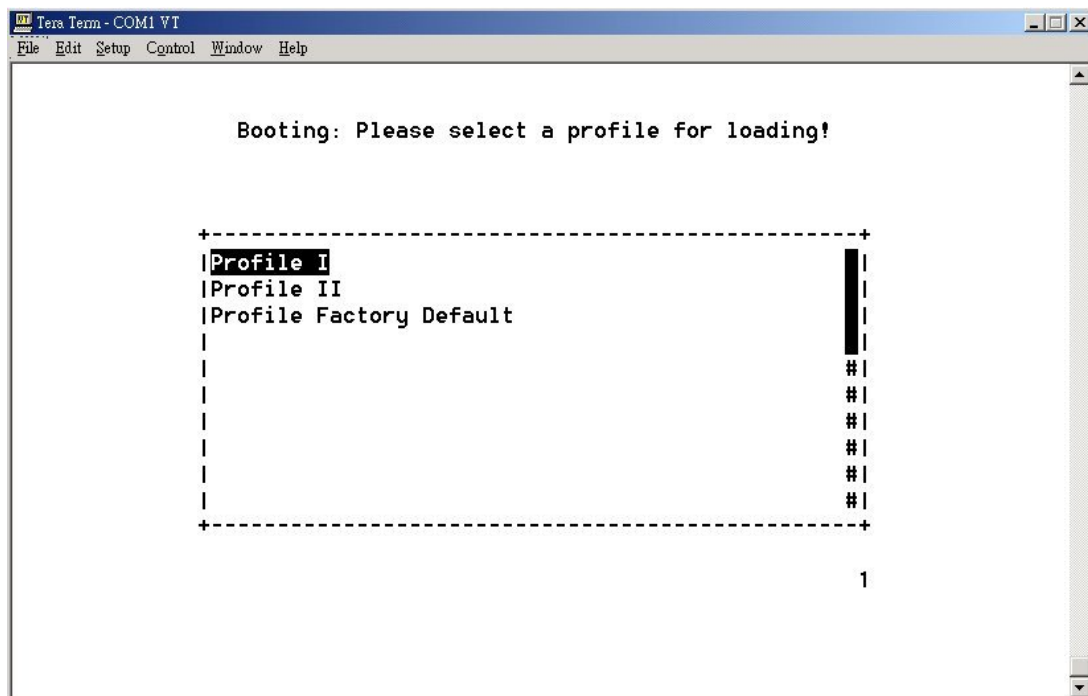 Tera Term - COM1 VT
File Edit Setup Control Window Help
Booting: Please select a profile for loading!
+-------------------------------------------------+
|Profile I |
|Profile II |
|Profile Factory Default |
| |
| #|
| #|
| #|
| #|
| #|
| #|
+-------------------------------------------------+
1